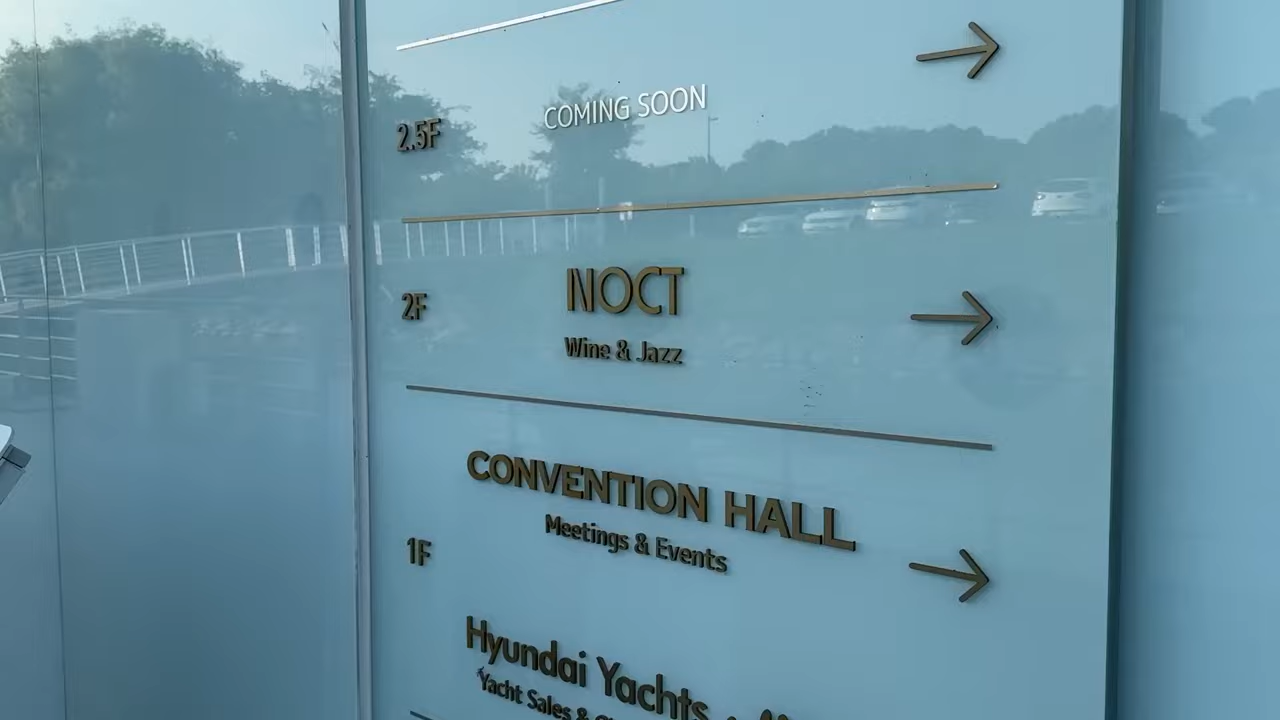 COMING SOON
2.5F
NOCT
2F
Wine & Jazz
CONVENTION HALL
Meetings & Events
1F
Hyundai Yachts
Yacht Sales &